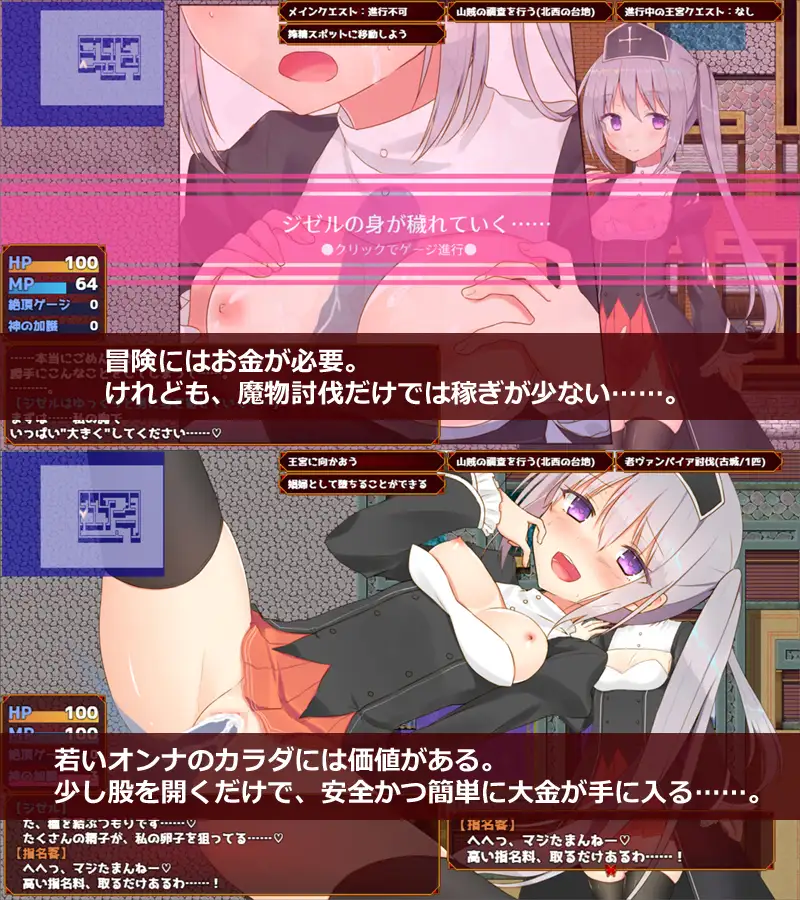 メインクエスト：進行不可
山賊の調査を行う(北西の台地)
進行中の王宮クエスト：なし
ジゼルの身が穢れていく……
●クリックでゲージ進行●
HP 100
MP 64
絶頂ゲージ 0
神の加護 0
冒険にはお金が必要。
けれども、魔物討伐だけでは稼ぎが少ない……。
いっぱい"大きく"してください……♡
王宮に向かおう
山賊の調査を行う(北西の台地)
老ヴァンパイア討伐(古城/1匹)
娼婦として堕ちることができる
HP 100
MP 100
若いオンナのカラダには価値がある。
少し股を開くだけで、安全かつ簡単に大金が手に入る……。
たくさんの精子が、私の卵子を狙ってる……♡
【指名客】
へへっ、マジたまんねー♡
高い指名料、取るだけあるわ……！
【指名客】
へへっ、マジたまんねー♡
高い指名料、取るだけあるわ……！